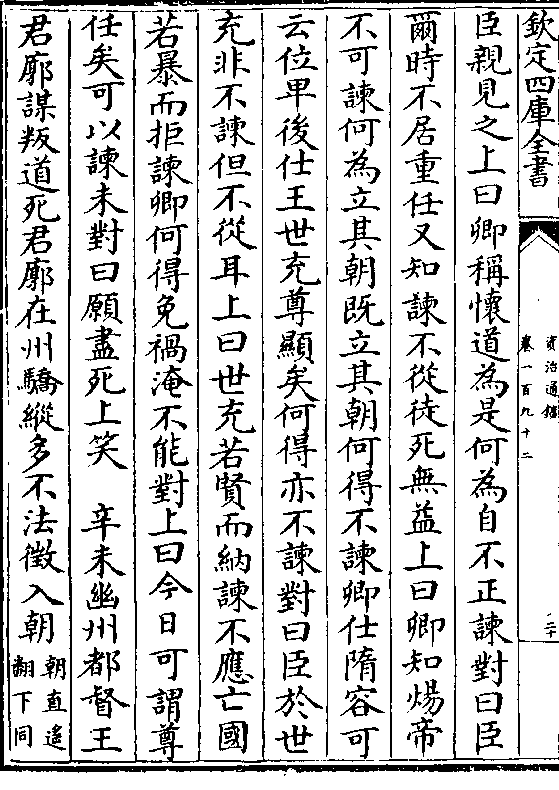 欽定四庫全書
資治通鑑
卷一百九十二
二十
臣親見之上曰卿稱懷道為是何為自不正諫對曰臣
爾時不居重任又知諫不從徒死無益上曰卿知煬帝
不可諫何為立其朝既立其朝何得不諫卿仕隋容可
云位卑後仕王世充尊顯矣何得亦不諫對曰臣於世
充非不諫但不從耳上曰世充若賢而納諫不應亡國
若暴而拒諫卿何得免禍淹不能對上曰今日可謂尊
任矣可以諫未對曰願盡死上笑　辛未幽州都督王
君廓謀叛道死君廓在州驕縱多不法徵入朝朝直遙翻下同